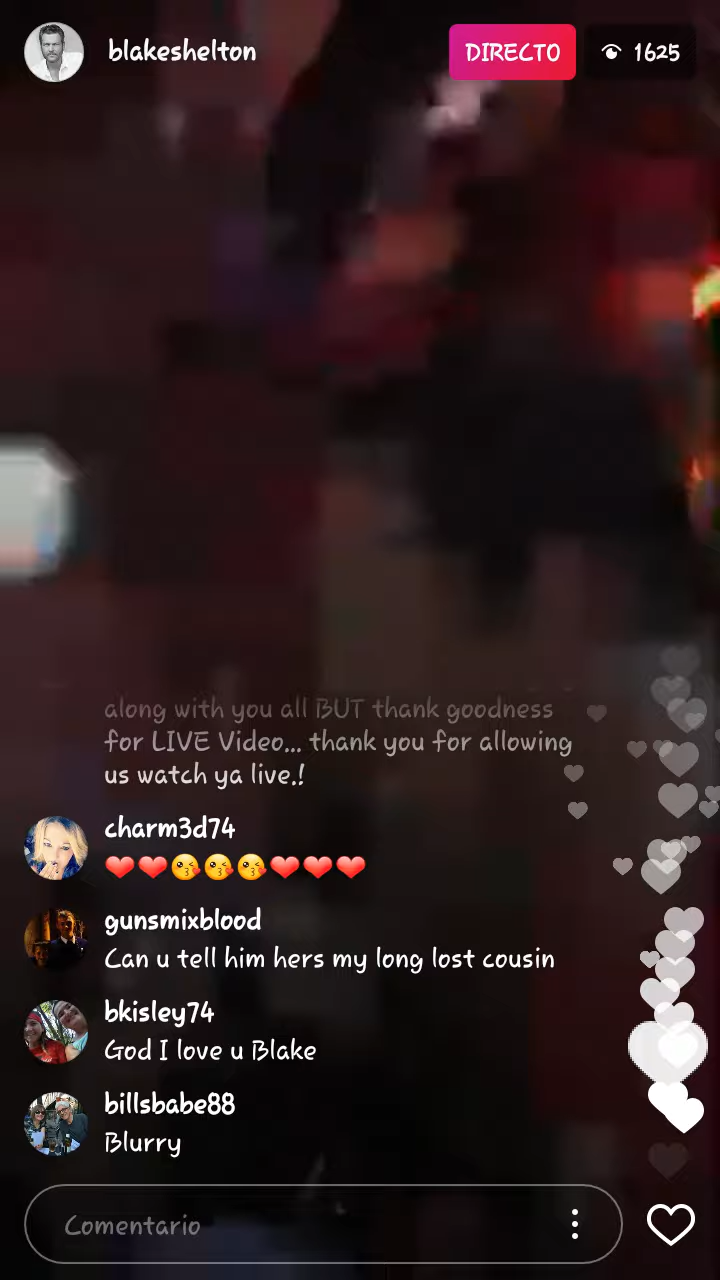 blakeshelton
DIRECTO
1625
along with you all BUT thank goodness
for LIVE Video... thank you for allowing
us watch ya live.!
charm3d74
❤❤😘😘😘❤❤❤
gunsmixblood
Can u tell him hers my long lost cousin
bkisley74
God I love u Blake
billsbabe88
Blurry
Comentario